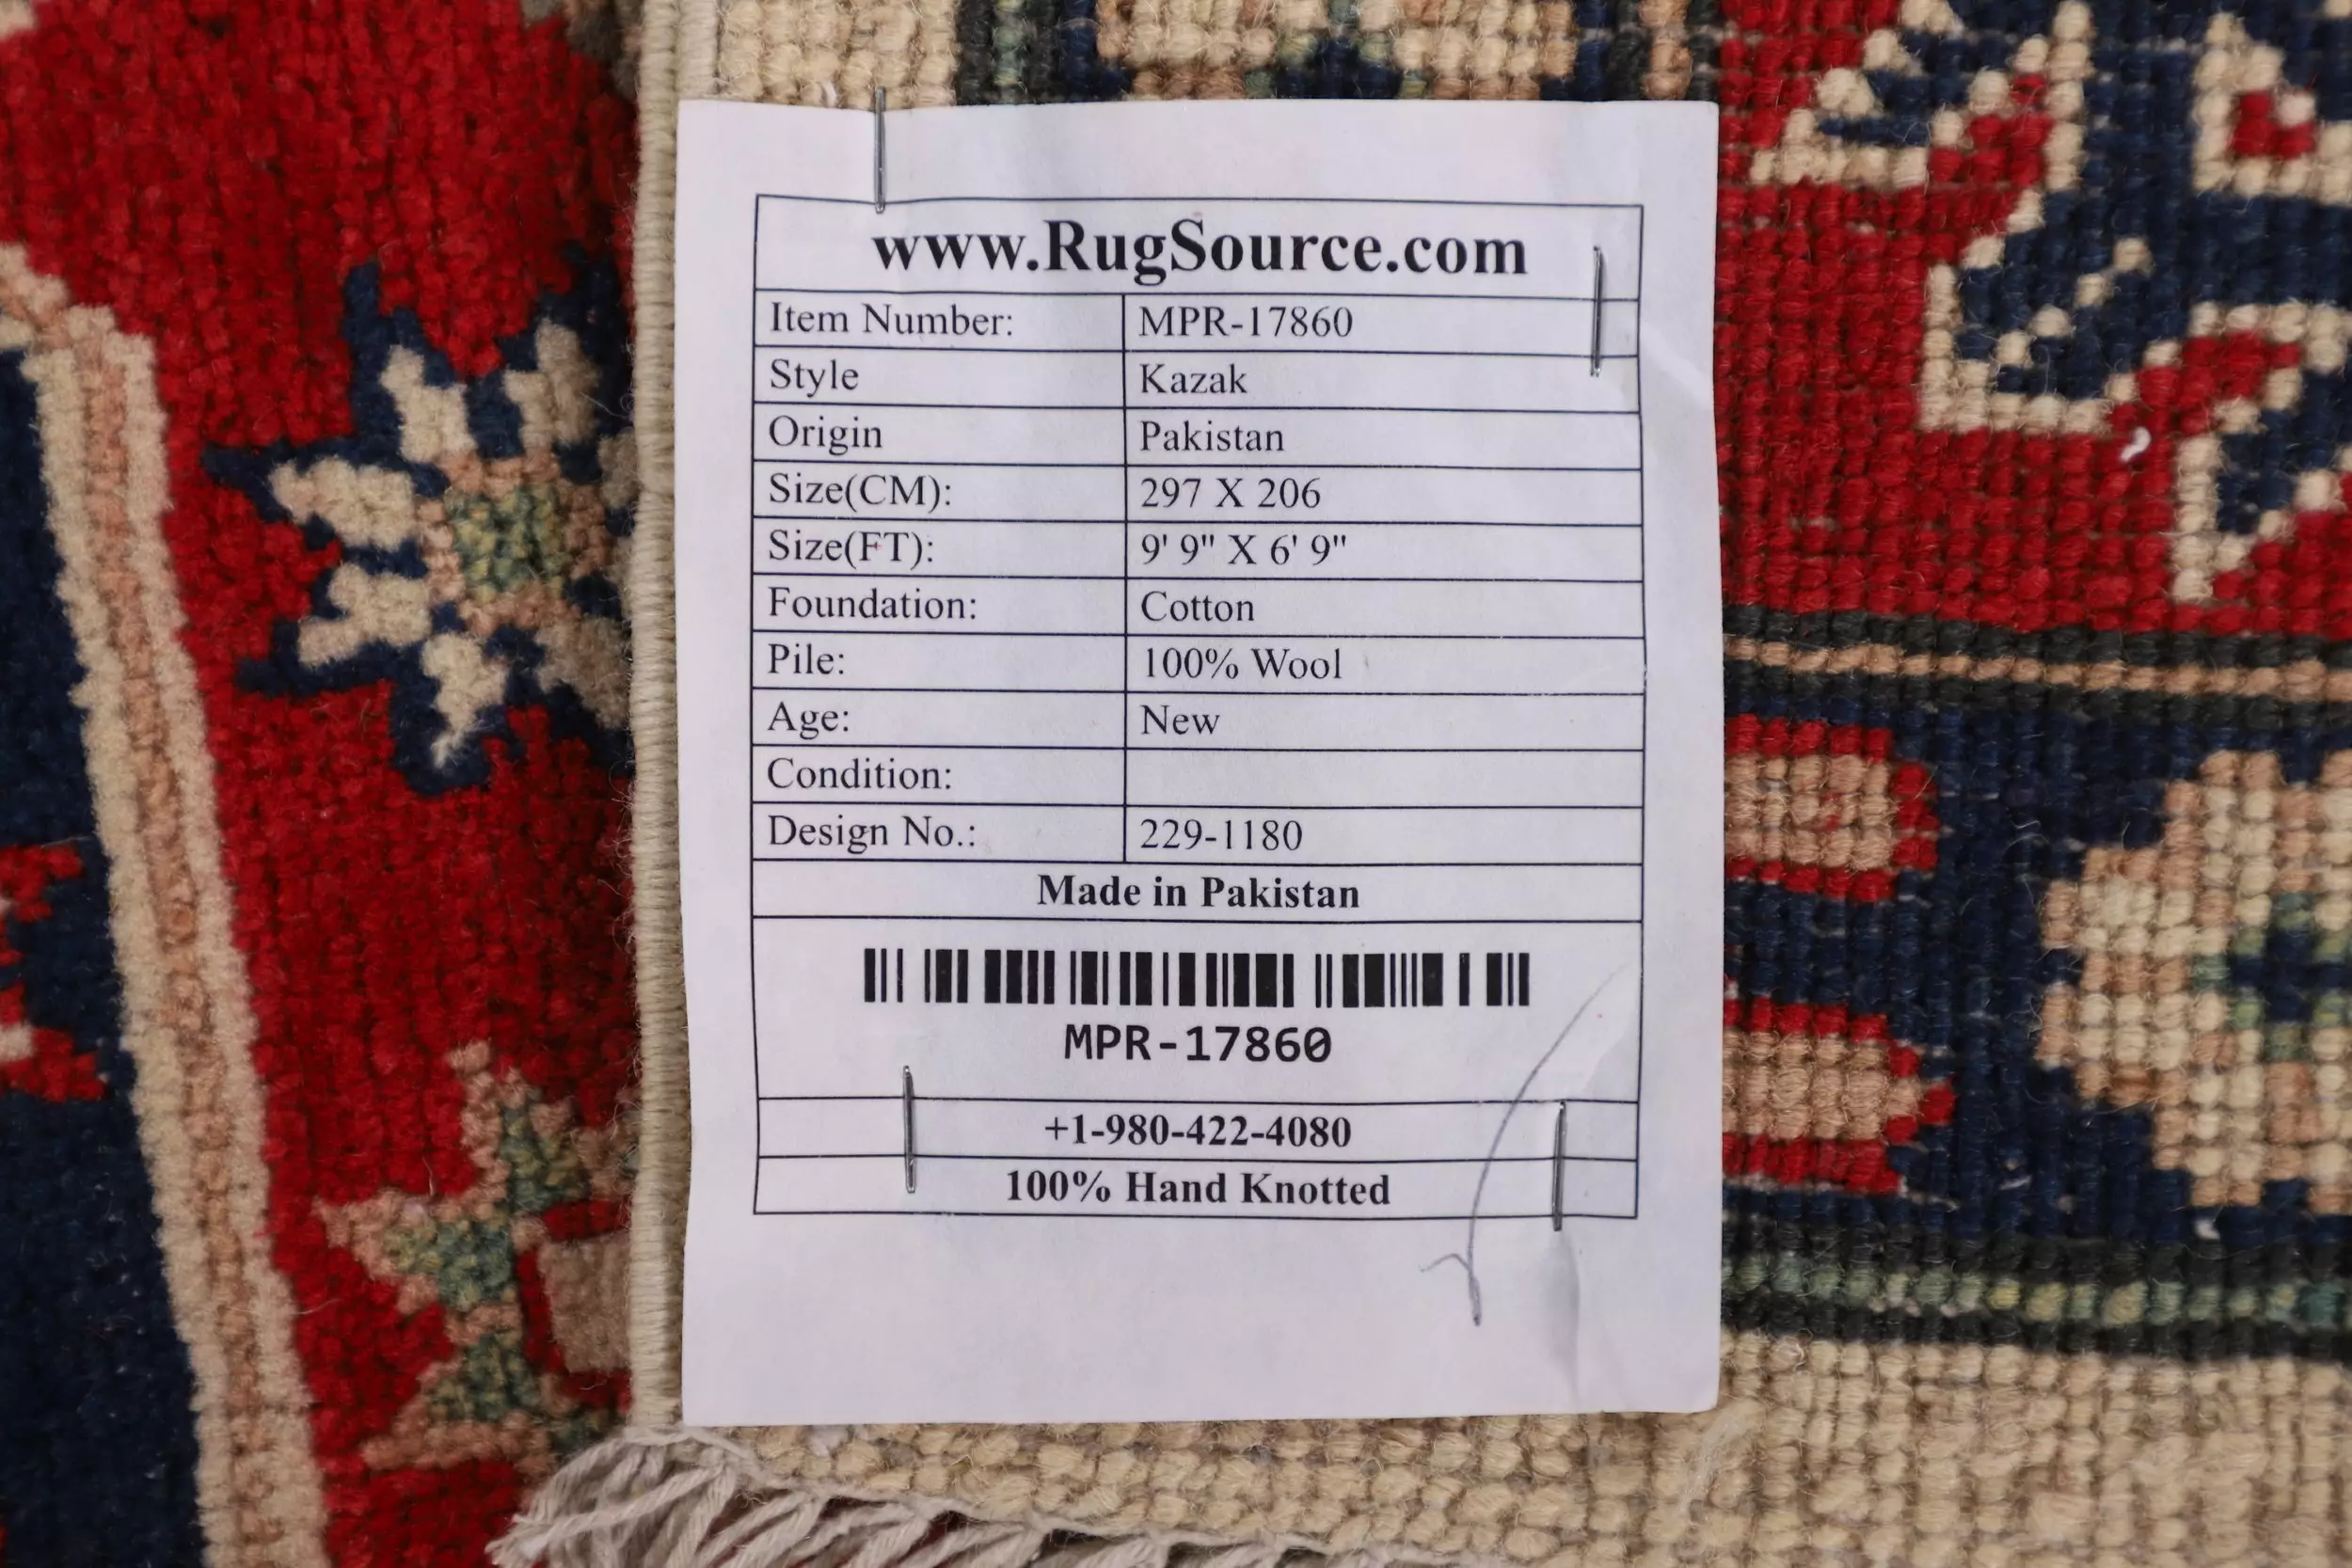 www.RugSource.com
Item Number: MPR-17860
Style Kazak
Origin Pakistan
Size(CM): 297 X 206
Size(FT): 9' 9" X 6' 9"
Foundation: Cotton
Pile: 100% Wool
Age: New
Condition:
Design No.: 229-1180
Made in Pakistan
MPR-17860
+1-980-422-4080
100% Hand Knotted